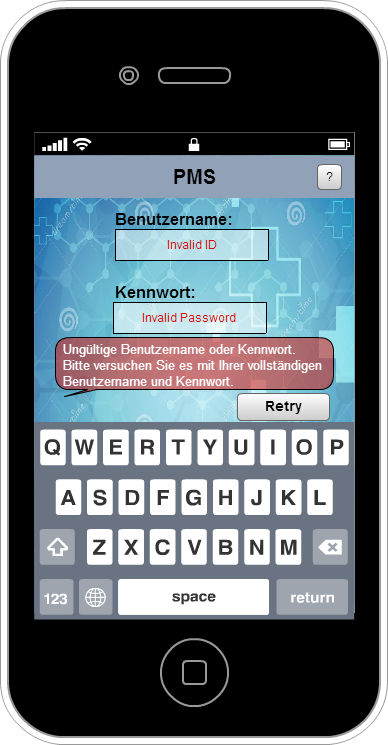 PMS
?
Benutzername:
Invalid ID
Kennwort:
Invalid Password
Ungültige Benutzername oder Kennwort.
Bitte versuchen Sie es mit Ihrer vollständigen
Benutzername und Kennwort.
Retry
Q W E R T Y U I O P
A S D F G H J K L
Z X C V B N M
123 space return